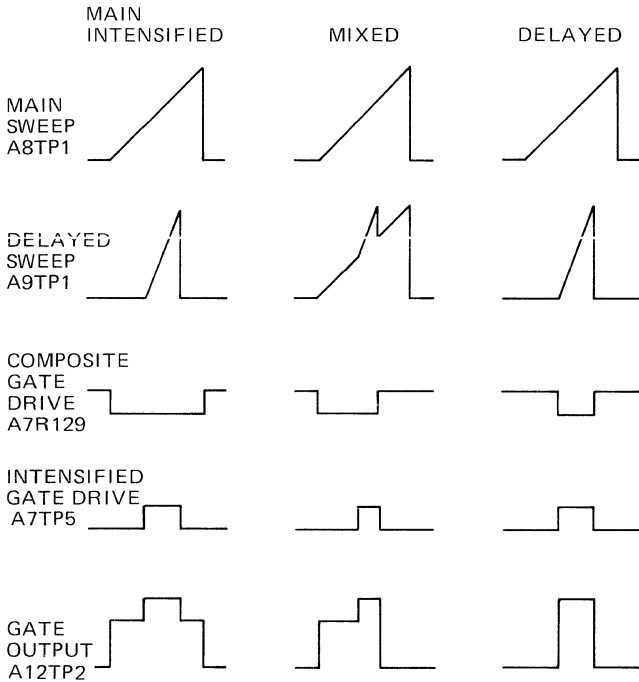 MAIN
INTENSIFIED
MIXED
DELAYED
MAIN
SWEEP
A8TP1
DELAYED
SWEEP
A9TP1
COMPOSITE
GATE
DRIVE
A7R129
INTENSIFIED
GATE DRIVE
A7TP5
GATE
OUTPUT
A12TP2